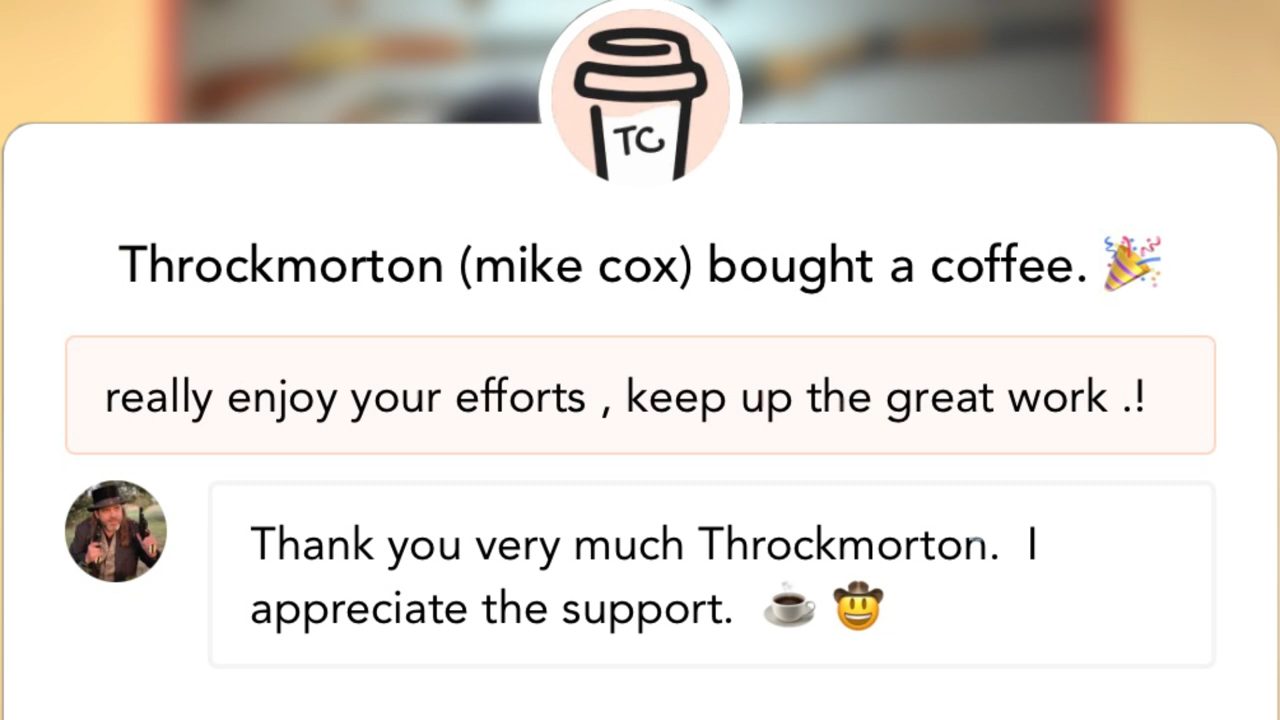 TC
Throckmorton (mike cox) bought a coffee. 🎉
really enjoy your efforts , keep up the great work .!
Thank you very much Throckmorton.  I
appreciate the support.  ☕ 🤠